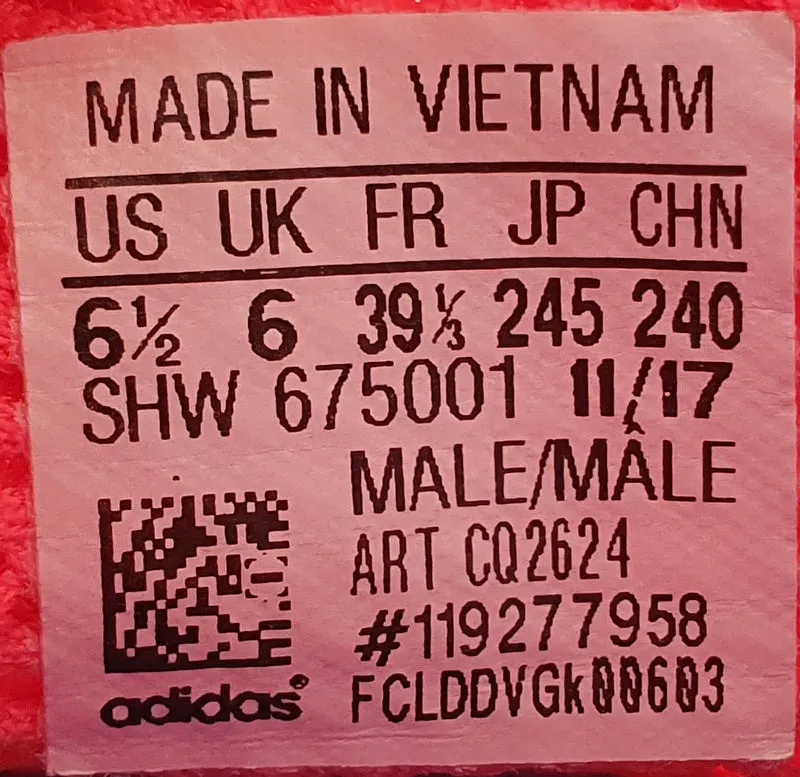 MADE IN VIETNAM
US UK FR JP CHN
6½ 6 39⅓ 245 240
SHW 675001 11/17
MALE/MÂLE
ART CQ2624
#119277958
FCLDDVGk00603
adidas®